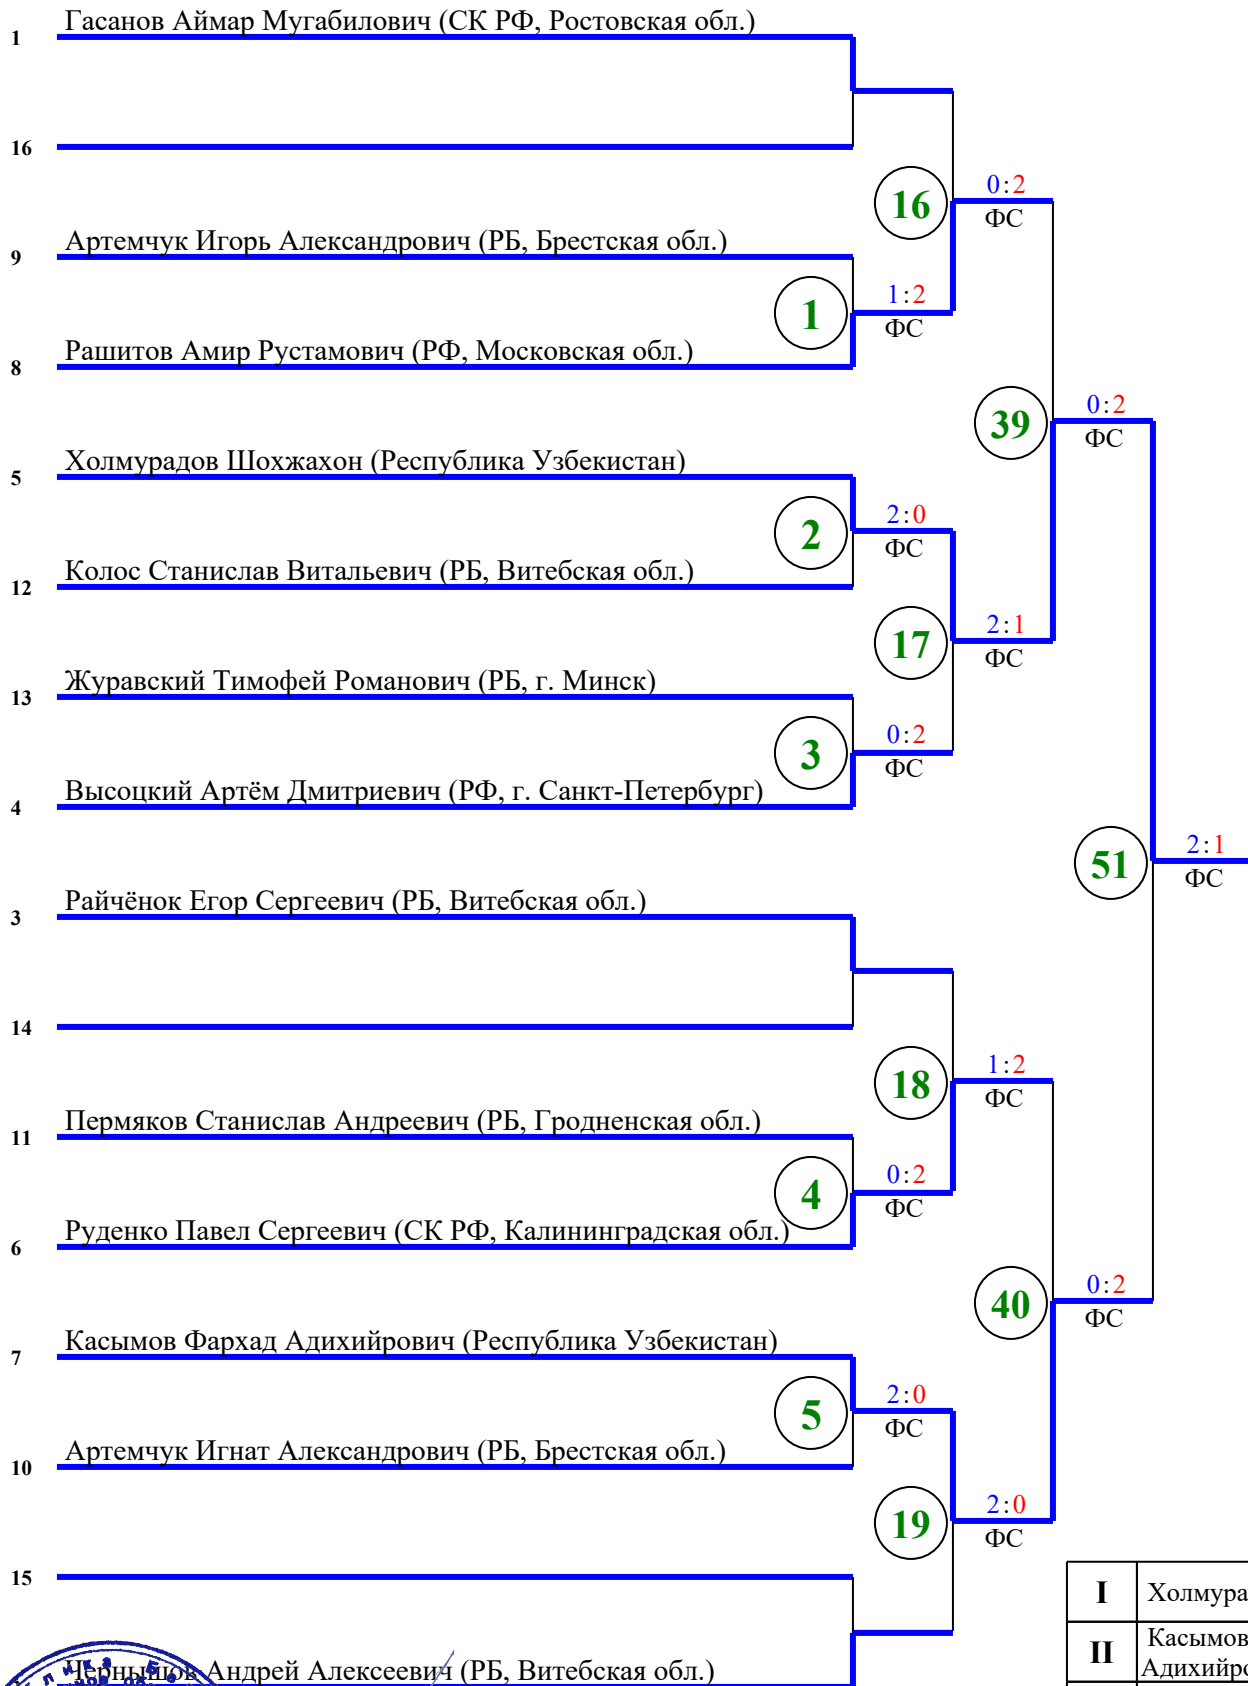 Гасанов Аймар Мугабилович (СК РФ, Ростовская обл.)
1
16
16
0:2
ФС
Артемчук Игорь Александрович (РБ, Брестская обл.)
9
1
1:2
ФС
Рашитов Амир Рустамович (РФ, Московская обл.)
8
39
0:2
ФС
Холмурадов Шохжахон (Республика Узбекистан)
5
2
2:0
ФС
Колос Станислав Витальевич (РБ, Витебская обл.)
12
17
2:1
ФС
Журавский Тимофей Романович (РБ, г. Минск)
13
3
0:2
ФС
Высоцкий Артём Дмитриевич (РФ, г. Санкт-Петербург)
4
51
2:1
ФС
Райчёнок Егор Сергеевич (РБ, Витебская обл.)
3
14
18
1:2
ФС
Пермяков Станислав Андреевич (РБ, Гродненская обл.)
11
4
0:2
ФС
Руденко Павел Сергеевич (СК РФ, Калининградская обл.)
6
40
0:2
ФС
Касымов Фархад Адихийрович (Республика Узбекистан)
7
5
2:0
ФС
Артемчук Игнат Александрович (РБ, Брестская обл.)
10
19
2:0
ФС
15
I Холмура
II Касымов
Адихийро
Чернышов Андрей Алексеевич (РБ, Витебская обл.)